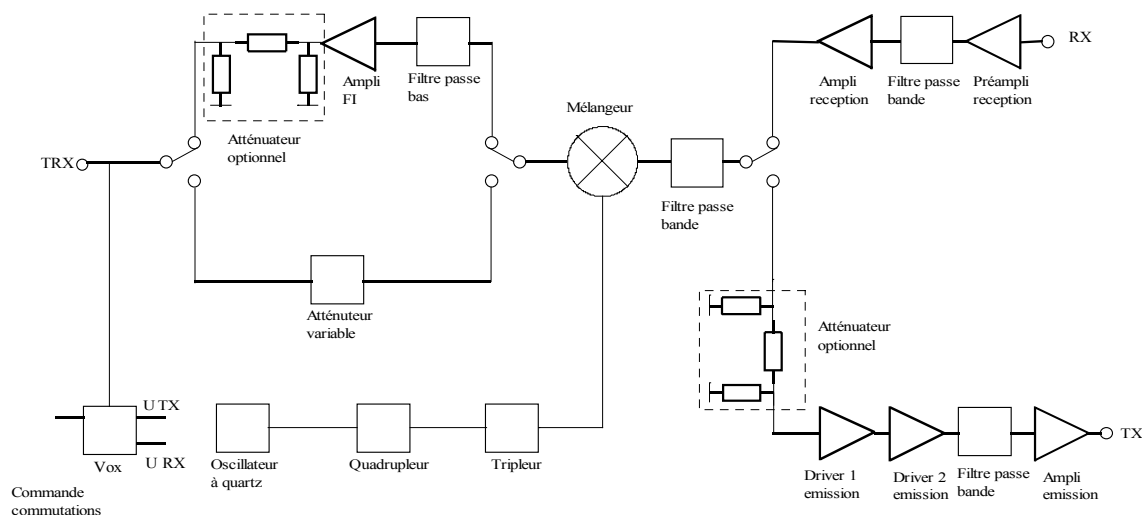 Ampli
FI
Filtre passe
bas
Atténuateur
optionnel
Mélangeur
Ampli
reception
Filtre passe
bande
Préampli
reception
RX
TRX
Filtre passe
bande
Atténuteur
variable
Atténuateur
optionnel
U TX
U RX
Vox
Commande
commutations
Oscillateur
à quartz
Quadrupleur
Tripleur
Driver 1
emission
Driver 2
emission
Filtre passe
bande
Ampli
emission
TX